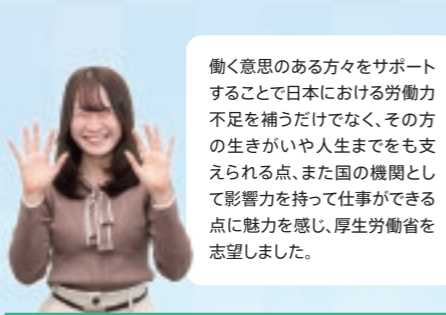 働く意思のある方々をサポート
することで日本における労働力
不足を補うだけでなく、その方
の生きがいや人生までをも支
えられる点、また国の機関とし
て影響力を持って仕事ができる
点に魅力を感じ、厚生労働省を
志望しました。